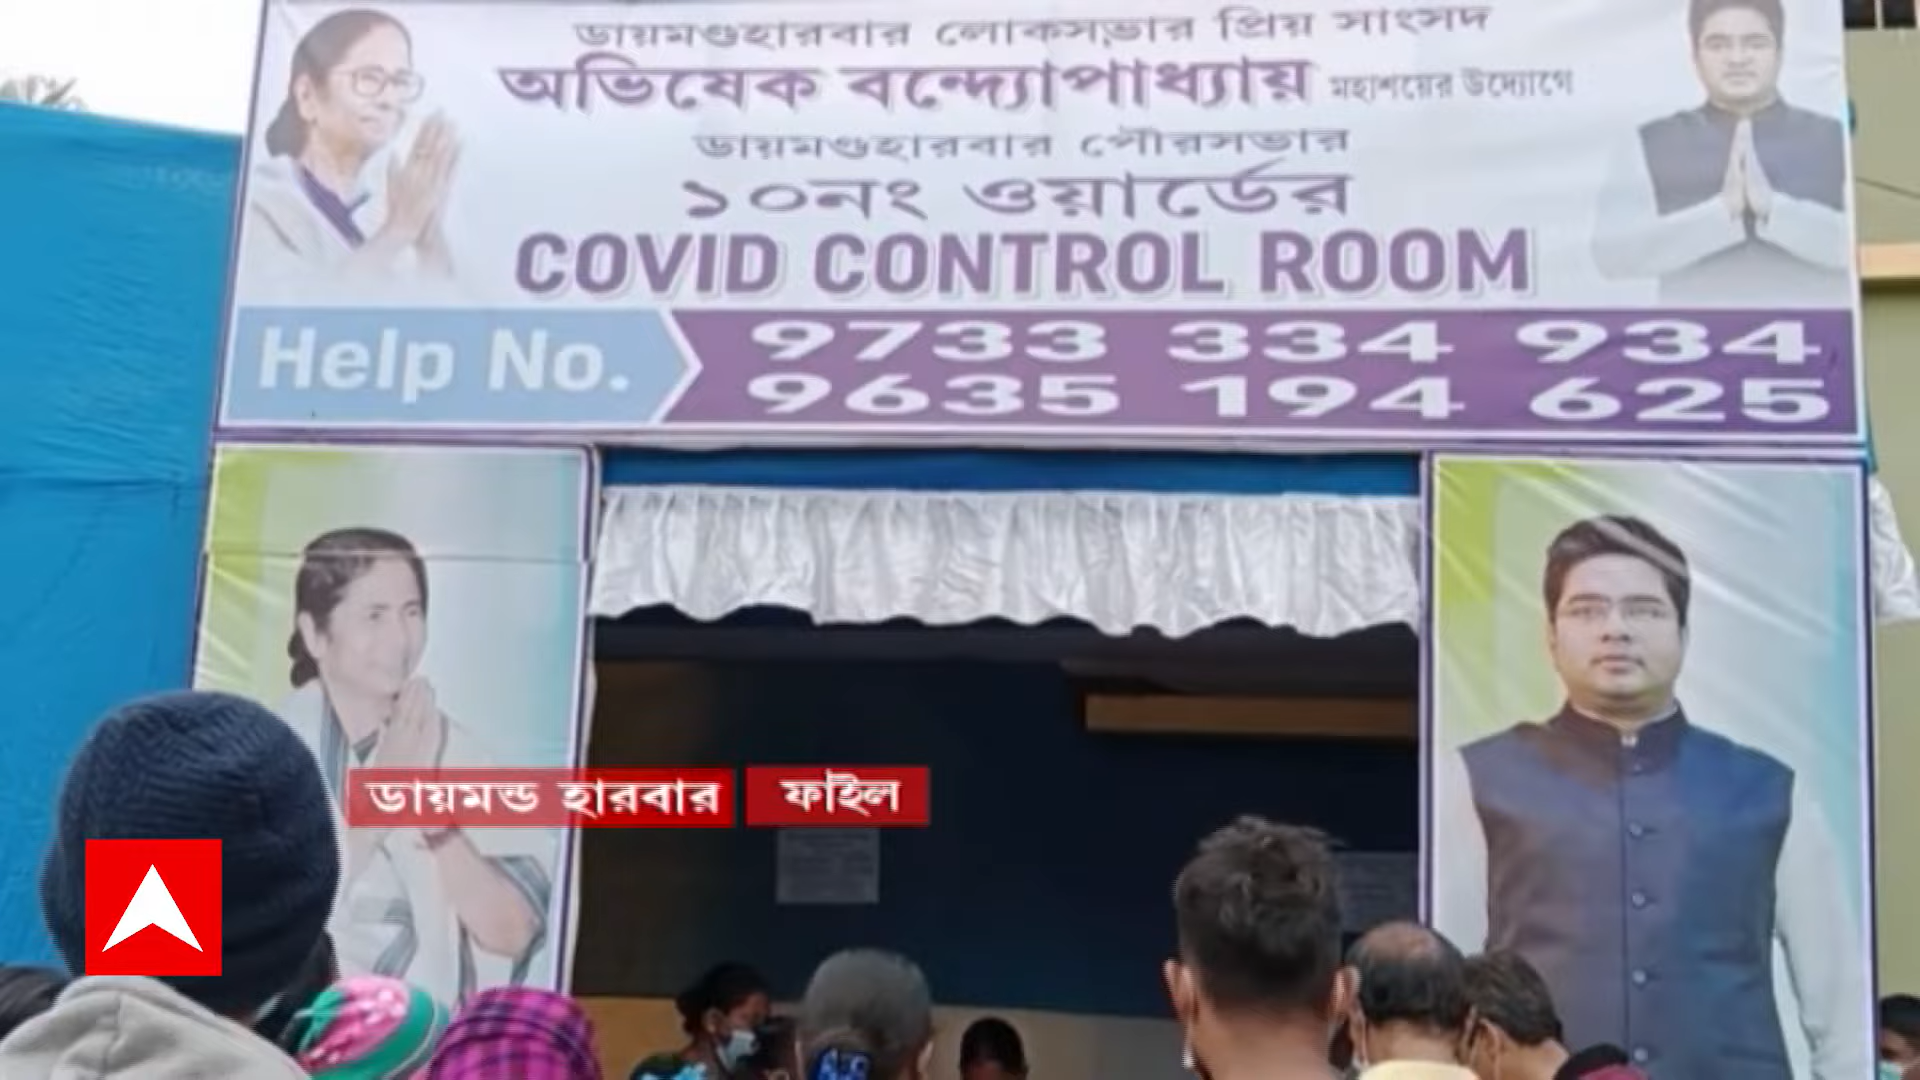 ডায়মণ্ডহারবার লোকসভার প্রিয় সাংসদ
অভিষেক বন্দ্যোপাধ্যায় মহাশয়ের উদ্যোগে
ডায়মণ্ডহারবার পৌরসভার
১০নং ওয়ার্ডের
COVID CONTROL ROOM
Help No. 9733 334 934
9635 194 625
ডায়মন্ড হারবার ফাইল